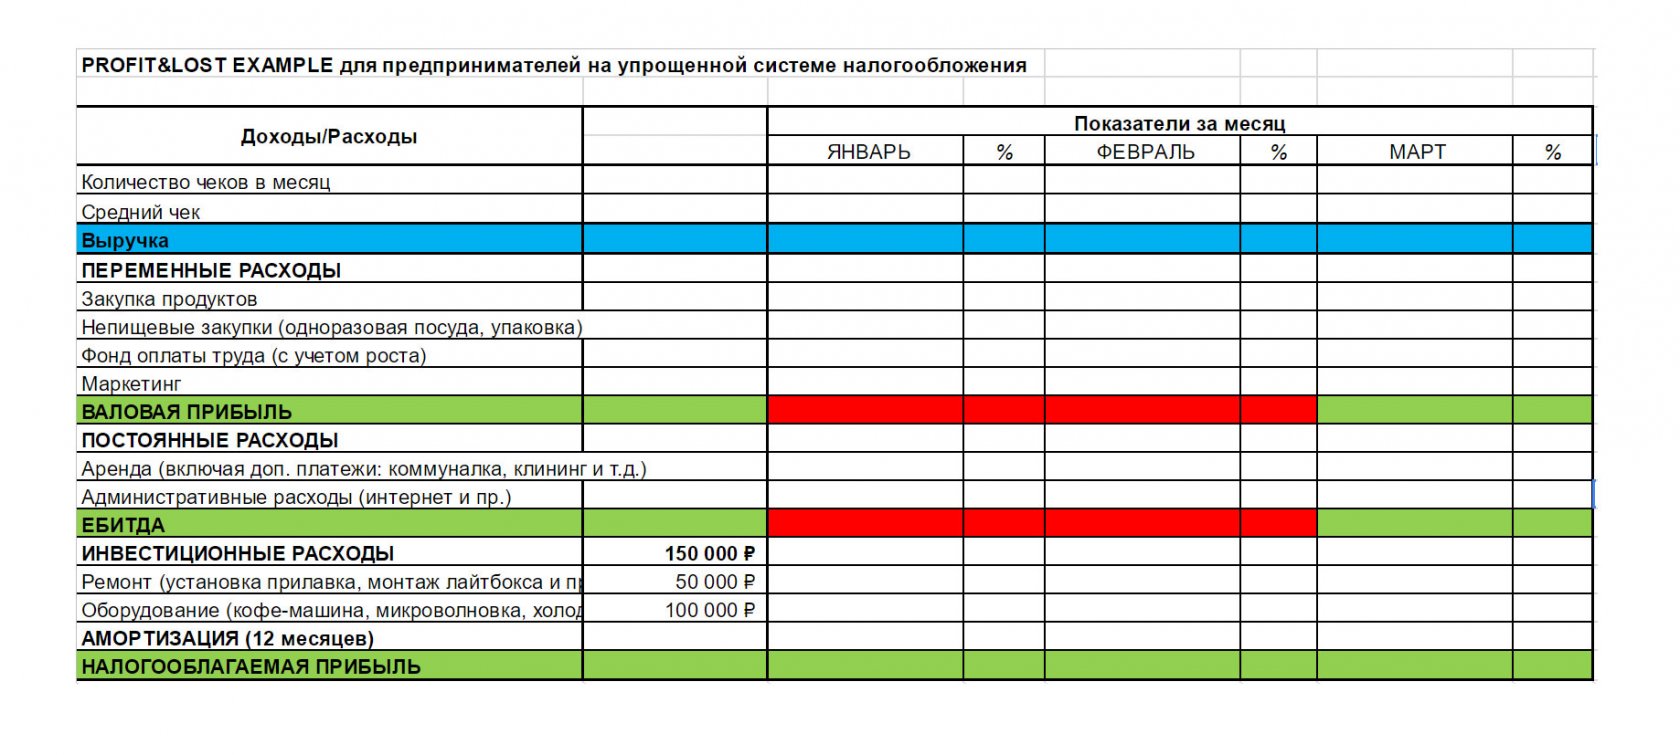 PROFIT&LOST EXAMPLE для предпринимателей на упрощенной системе налогообложения
Доходы/Расходы
Показатели за месяц
ЯНВАРЬ % ФЕВРАЛЬ % МАРТ %
Количество чеков в месяц
Средний чек
Выручка
ПЕРЕМЕННЫЕ РАСХОДЫ
Закупка продуктов
Непищевые закупки (одноразовая посуда, упаковка)
Фонд оплаты труда (с учетом роста)
Маркетинг
ВАЛОВАЯ ПРИБЫЛЬ
ПОСТОЯННЫЕ РАСХОДЫ
Аренда (включая доп. платежи: коммуналка, клининг и т.д.)
Административные расходы (интернет и пр.)
ЕБИТДА
ИНВЕСТИЦИОННЫЕ РАСХОДЫ 150 000 ₽
Ремонт (установка прилавка, монтаж лайтбокса и п 50 000 ₽
Оборудование (кофе-машина, микроволновка, холод 100 000 ₽
АМОРТИЗАЦИЯ (12 месяцев)
НАЛОГООБЛАГАЕМАЯ ПРИБЫЛЬ